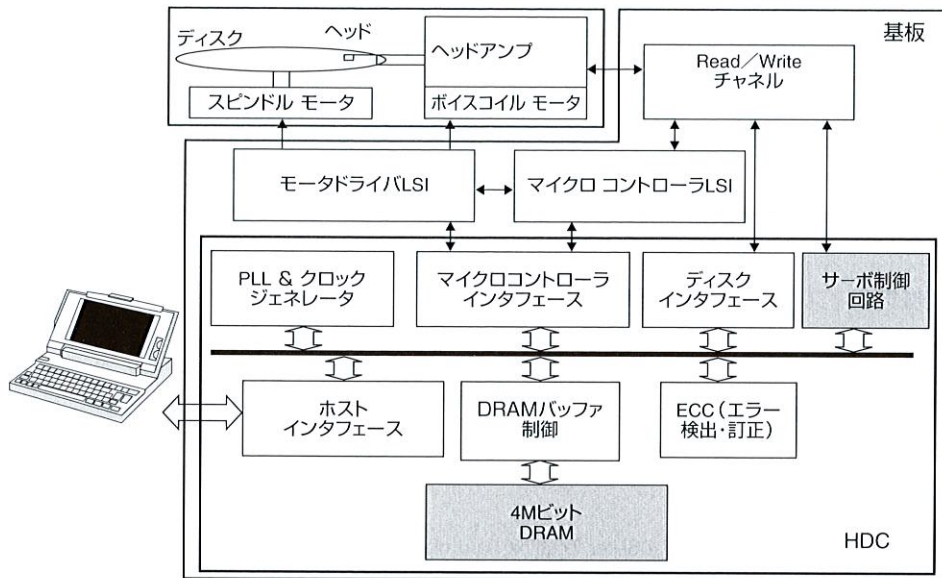 基板
ディスク
ヘッド
ヘッドアンプ
スピンドル モータ
ボイスコイル モータ
Read/Write
チャネル
モータドライバLSI
マイクロ コントローラLSI
PLL & クロック
ジェネレータ
マイクロコントローラ
インタフェース
ディスク
インタフェース
サーボ制御
回路
ホスト
インタフェース
DRAMバッファ
制御
ECC(エラー
検出・訂正)
4Mビット
DRAM
HDC